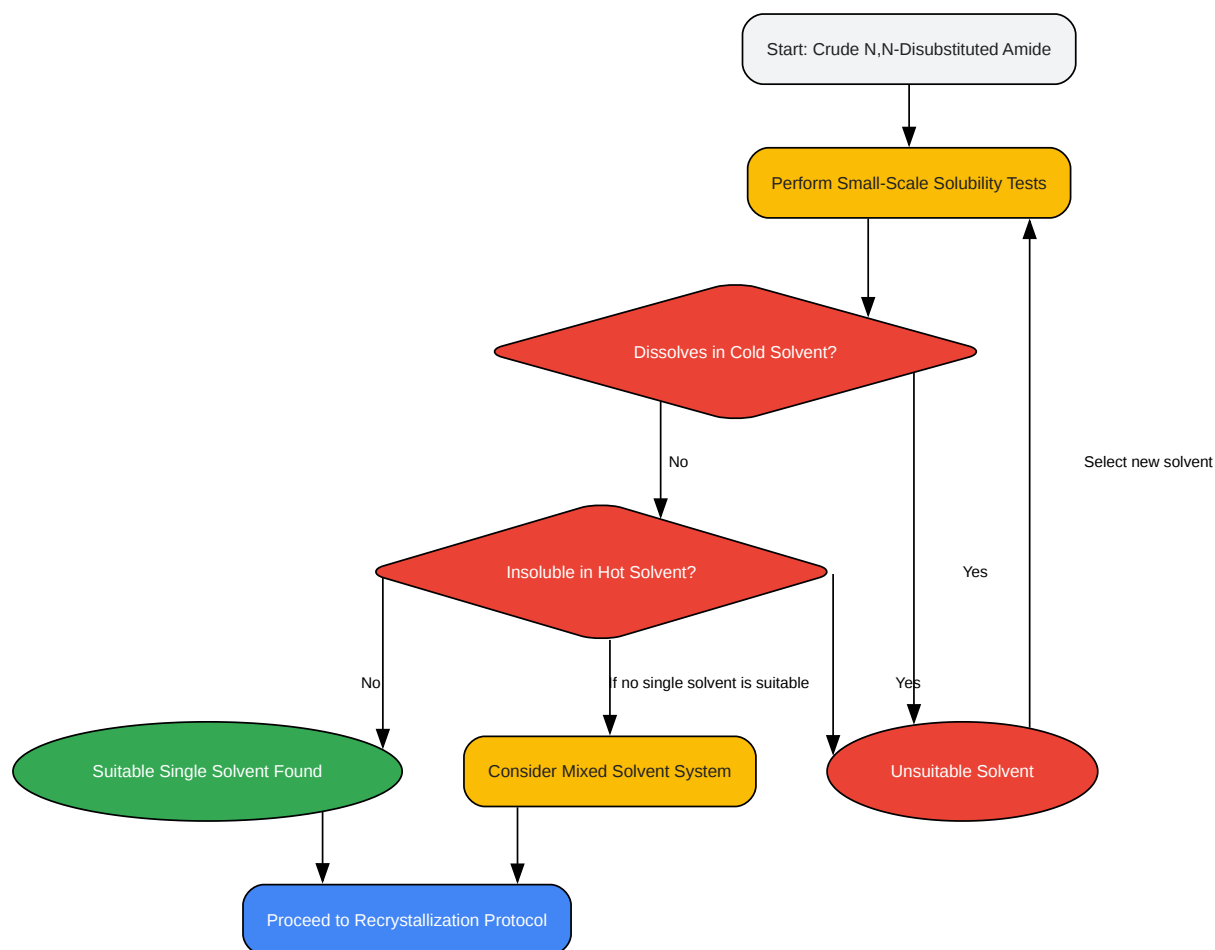 Start: Crude N,N-Disubstituted Amide
Perform Small-Scale Solubility Tests
Dissolves in Cold Solvent?
No
Select new solvent
Insoluble in Hot Solvent?
Yes
No
If no single solvent is suitable
Yes
Suitable Single Solvent Found
Consider Mixed Solvent System
Unsuitable Solvent
Proceed to Recrystallization Protocol